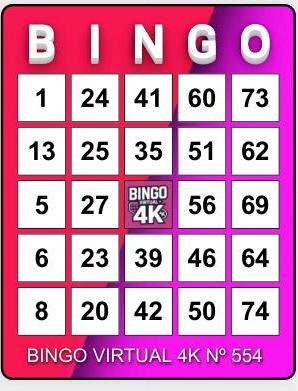 B I N G O
1 24 41 60 73
13 25 35 51 62
5 27 BINGO VIRTUAL 4K 56 69
6 23 39 46 64
8 20 42 50 74
BINGO VIRTUAL 4K Nº 554